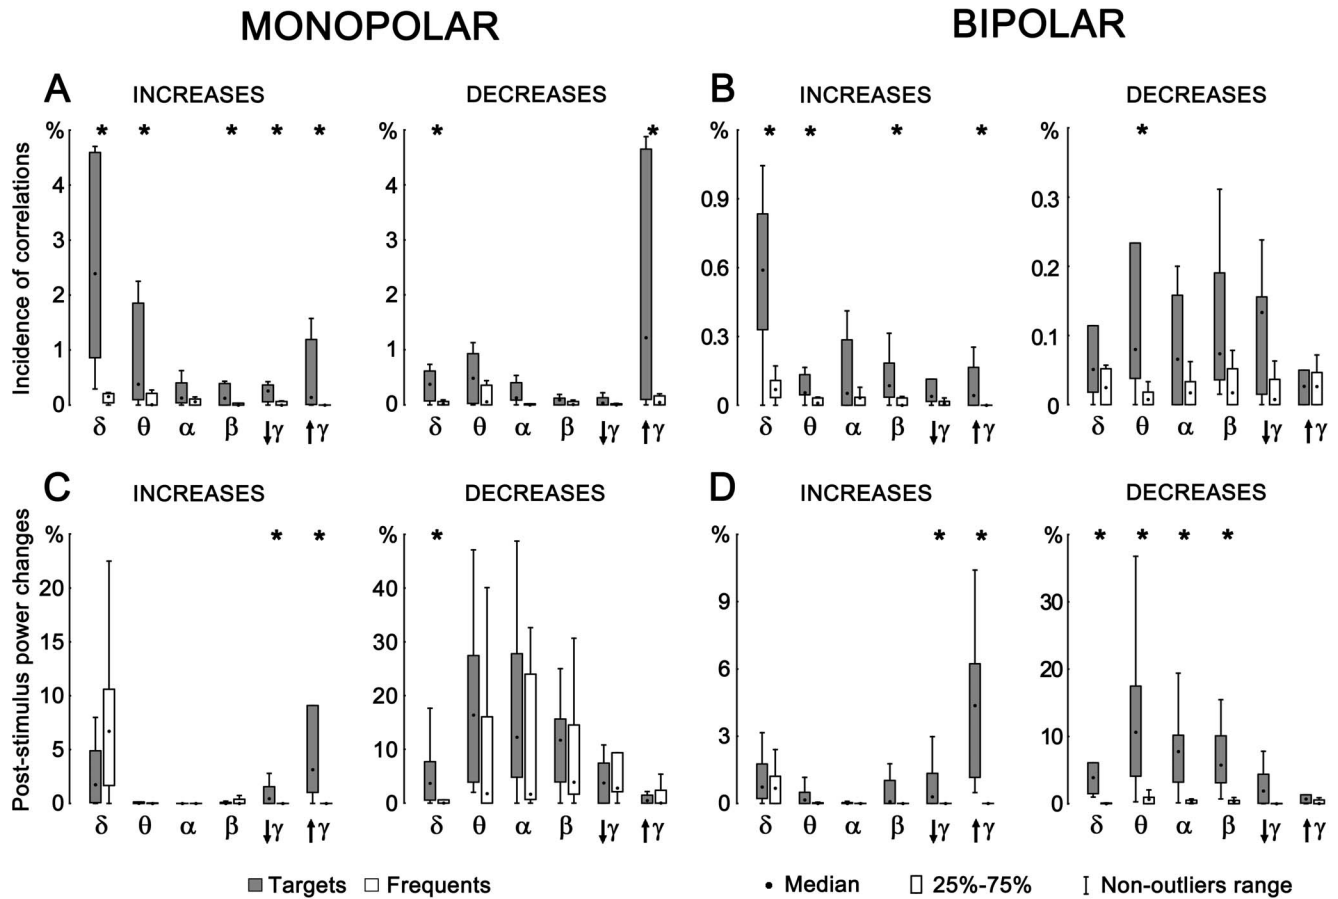 MONOPOLAR BIPOLAR
A INCREASES DECREASES B INCREASES DECREASES
% * * * * * * * % * * * * % *
Incidence of correlations
4 4 0.9 0.3
3 3 0.6 0.2
2 2 0.3 0.1
1 1 0 0
0 0
δ θ α β ↓γ ↑γ δ θ α β ↓γ ↑γ δ θ α β ↓γ ↑γ δ θ α β ↓γ ↑γ
C INCREASES DECREASES D INCREASES DECREASES
% * * % * % * * % * * * *
Post-stimulus power changes
20 50 9 30
15 40 6 20
10 30 3 10
5 20 0 0
0 10
0
δ θ α β ↓γ ↑γ δ θ α β ↓γ ↑γ δ θ α β ↓γ ↑γ δ θ α β ↓γ ↑γ
Targets Frequents Median 25%-75% Non-outliers range